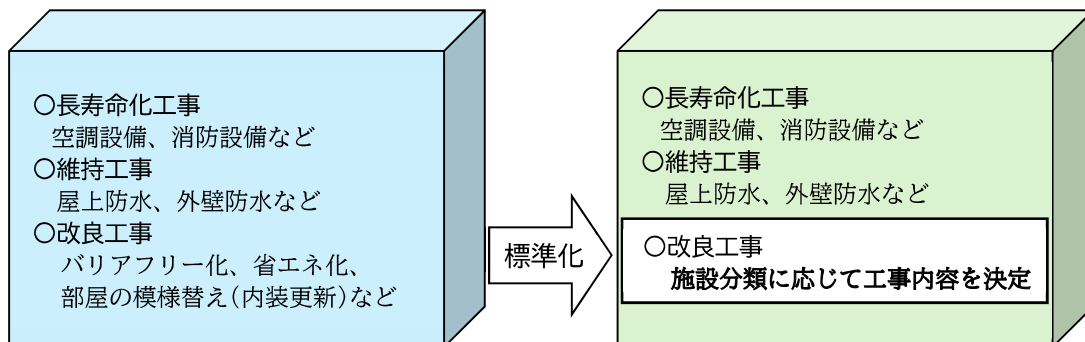 ○長寿命化工事
空調設備、消防設備など
○維持工事
屋上防水、外壁防水など
○改良工事
バリアフリー化、省エネ化、
部屋の模様替え(内装更新)など
標準化
○長寿命化工事
空調設備、消防設備など
○維持工事
屋上防水、外壁防水など
○改良工事
施設分類に応じて工事内容を決定